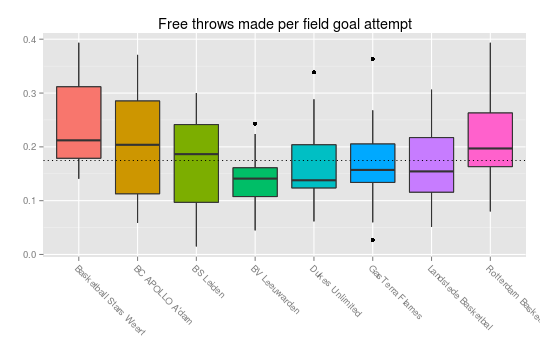 Free throws made per field goal attempt
0.4
0.3
0.2
0.1
0.0
Basketball Stars Weert
BC APOLLO A'dam
BS Leiden
BV Leeuwarden
Dukes Unlimited
GasTerra Flames
Landstede Basketbal
Rotterdam Basket